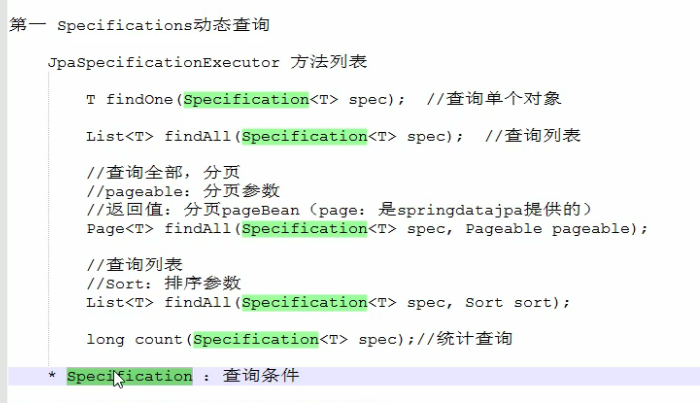 第一 Specifications动态查询
JpaSpecificationExecutor 方法列表
T findOne(Specification<T> spec); //查询单个对象
List<T> findAll(Specification<T> spec); //查询列表
//查询全部，分页
//pageable：分页参数
//返回值：分页pageBean（page：是springdatajpa提供的）
Page<T> findAll(Specification<T> spec, Pageable pageable);
//查询列表
//Sort：排序参数
List<T> findAll(Specification<T> spec, Sort sort);
long count(Specification<T> spec);//统计查询
* Specification ：查询条件